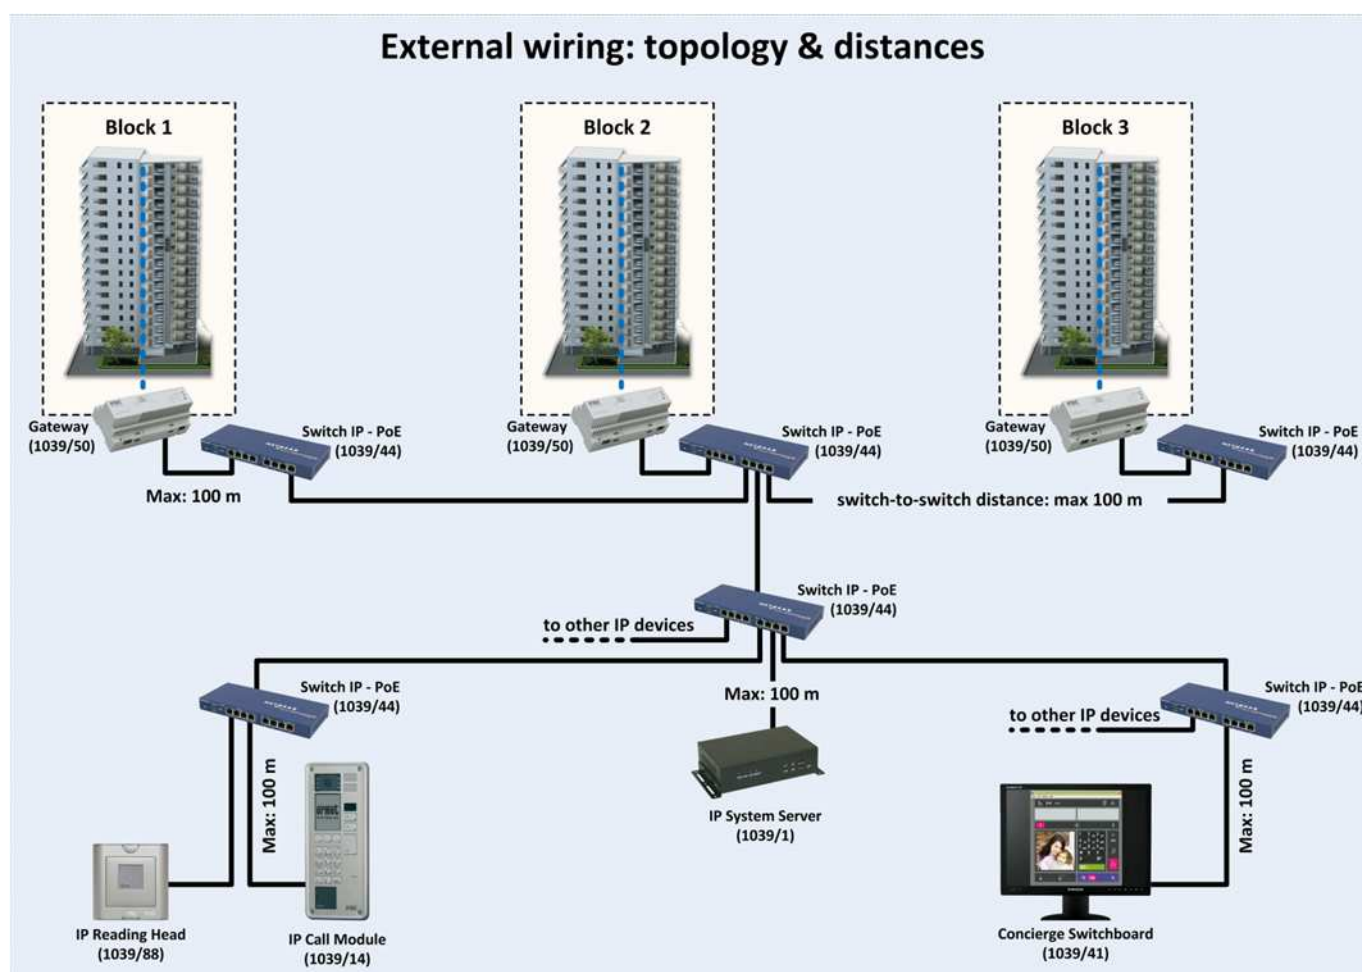 External wiring: topology & distances
Block 1
Block 2
Block 3
Gateway
(1039/50)
Switch IP - PoE
(1039/44)
Gateway
(1039/50)
Switch IP - PoE
(1039/44)
Gateway
(1039/50)
Switch IP - PoE
(1039/44)
Max: 100 m
switch-to-switch distance: max 100 m
Switch IP - PoE
(1039/44)
to other IP devices
Switch IP - PoE
(1039/44)
Max: 100 m
Switch IP - PoE
(1039/44)
to other IP devices
Max: 100 m
Max: 100 m
IP System Server
(1039/1)
IP Reading Head
(1039/88)
IP Call Module
(1039/14)
Concierge Switchboard
(1039/41)